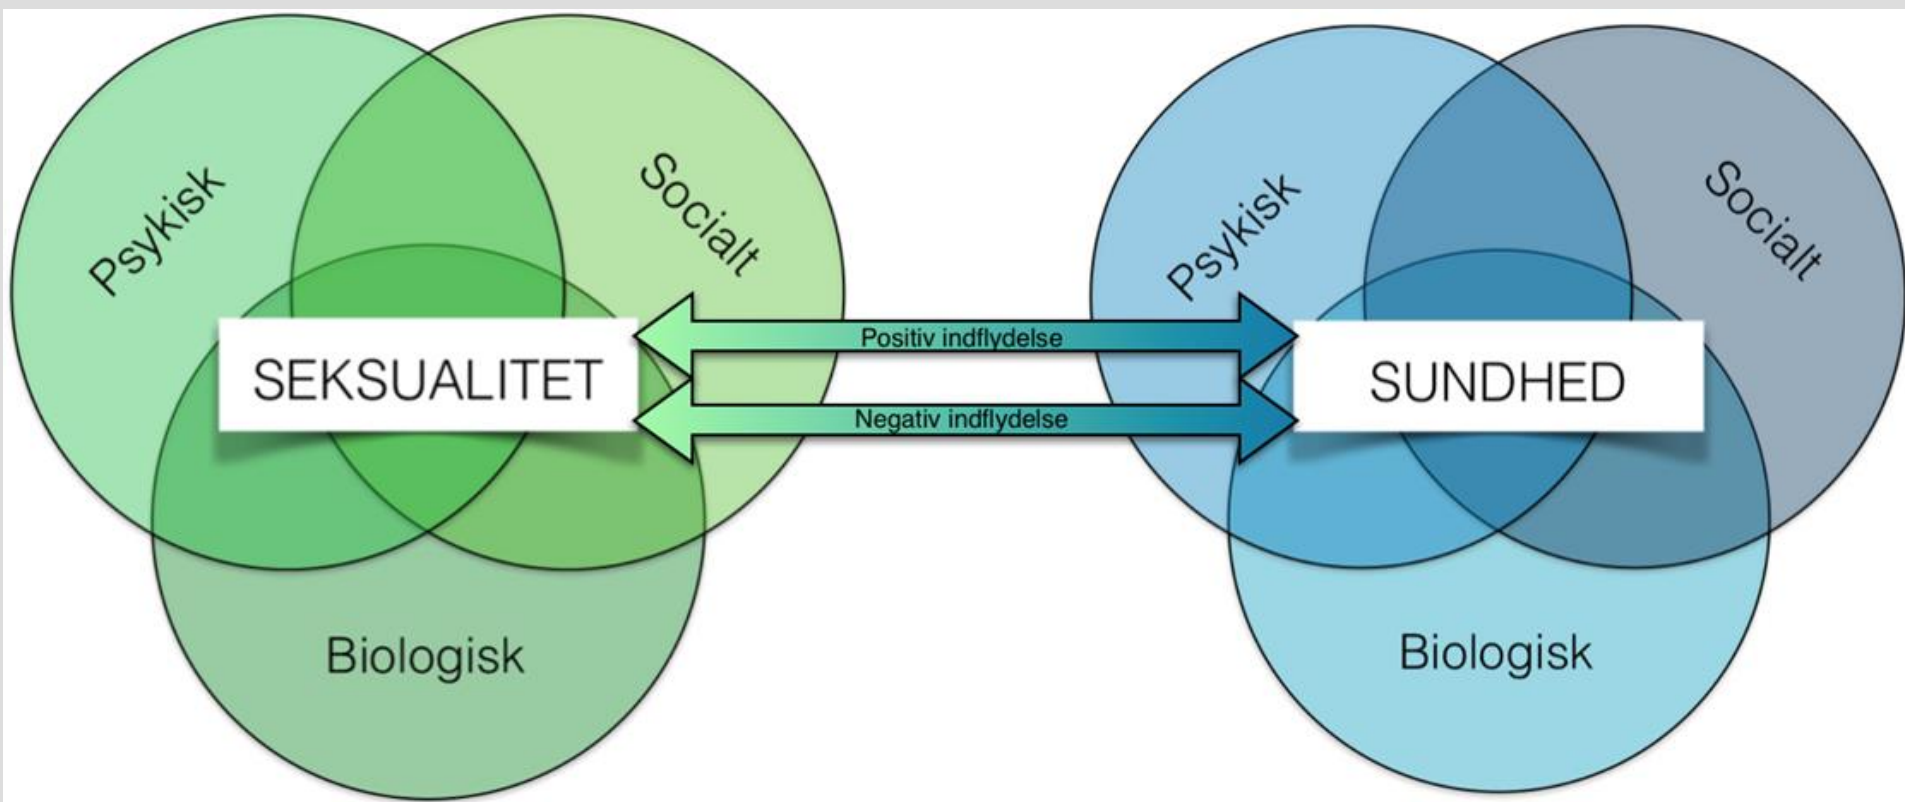 Psykisk
Socialt
SEKSUALITET
Biologisk
Positiv indflydelse
Negativ indflydelse
Psykisk
Socialt
SUNDHED
Biologisk